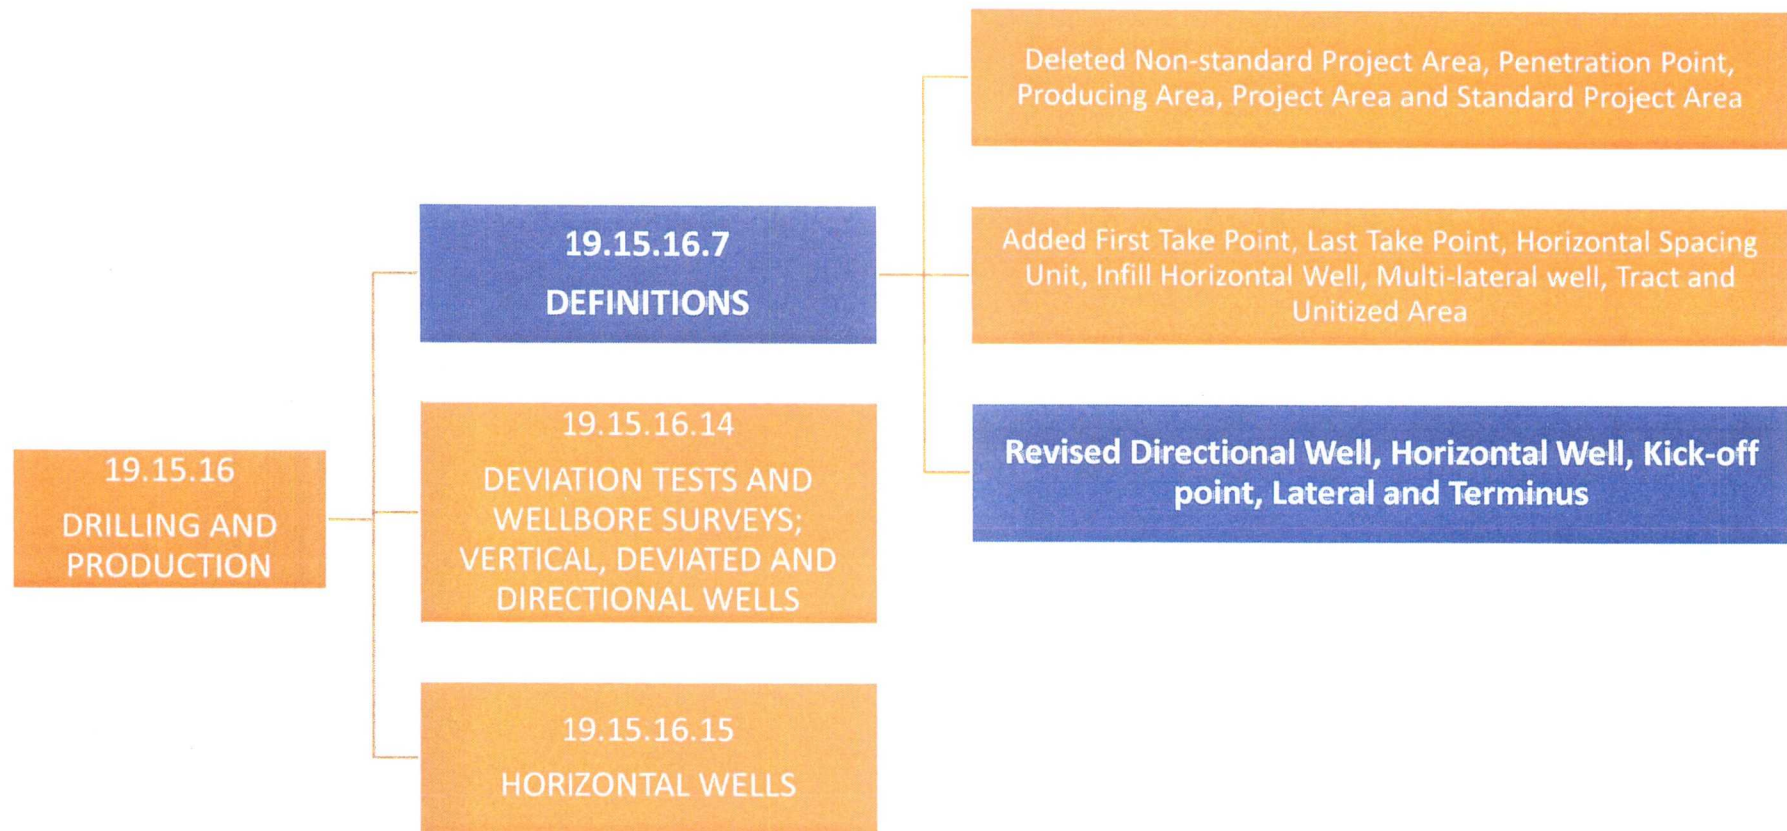 19.15.16
DRILLING AND
PRODUCTION
19.15.16.7
DEFINITIONS
19.15.16.14
DEVIATION TESTS AND
WELLBORE SURVEYS;
VERTICAL, DEVIATED AND
DIRECTIONAL WELLS
19.15.16.15
HORIZONTAL WELLS
Deleted Non-standard Project Area, Penetration Point,
Producing Area, Project Area and Standard Project Area
Added First Take Point, Last Take Point, Horizontal Spacing
Unit, Infill Horizontal Well, Multi-lateral well, Tract and
Unitized Area
Revised Directional Well, Horizontal Well, Kick-off
point, Lateral and Terminus